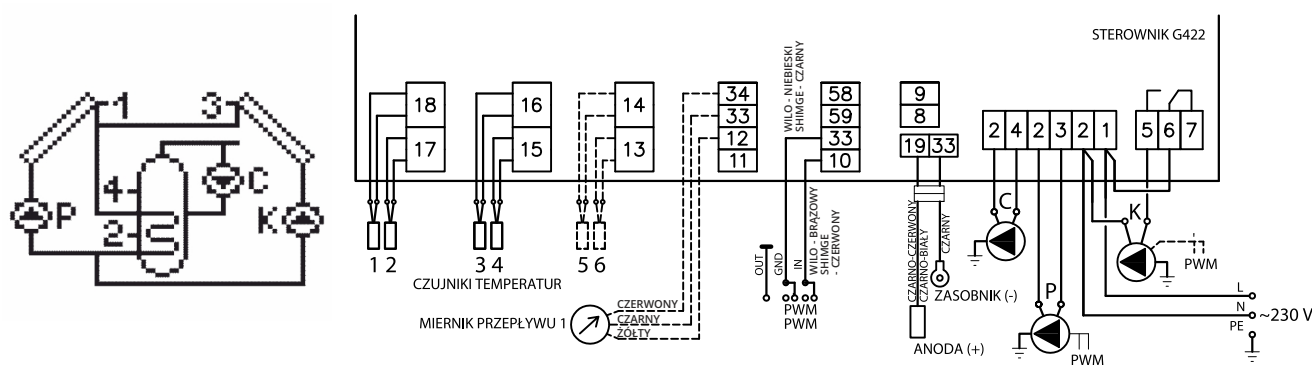 1
3
4
2
P
C
K
STEROWNIK G422
18
17
16
15
14
13
34
33
12
11
WILO - NIEBIESKI
SHIMGE - CZARNY
58
59
33
10
9
8
19 33
2 4 2 3 2 1
5 6 7
1 2
3 4
5 6
CZUJNIKI TEMPERATUR
MIERNIK PRZEPŁYWU 1
CZERWONY
CZARNY
ŻÓŁTY
OUT
GND
IN
WILO - BRĄZOWY
SHIMGE
- CZERWONY
PWM
PWM
CZARNO-CZERWONY
CZARNO-BIAŁY
CZARNY
ZASOBNIK (-)
ANODA (+)
C
P
PWM
K
PWM
L
N
PE
~230 V